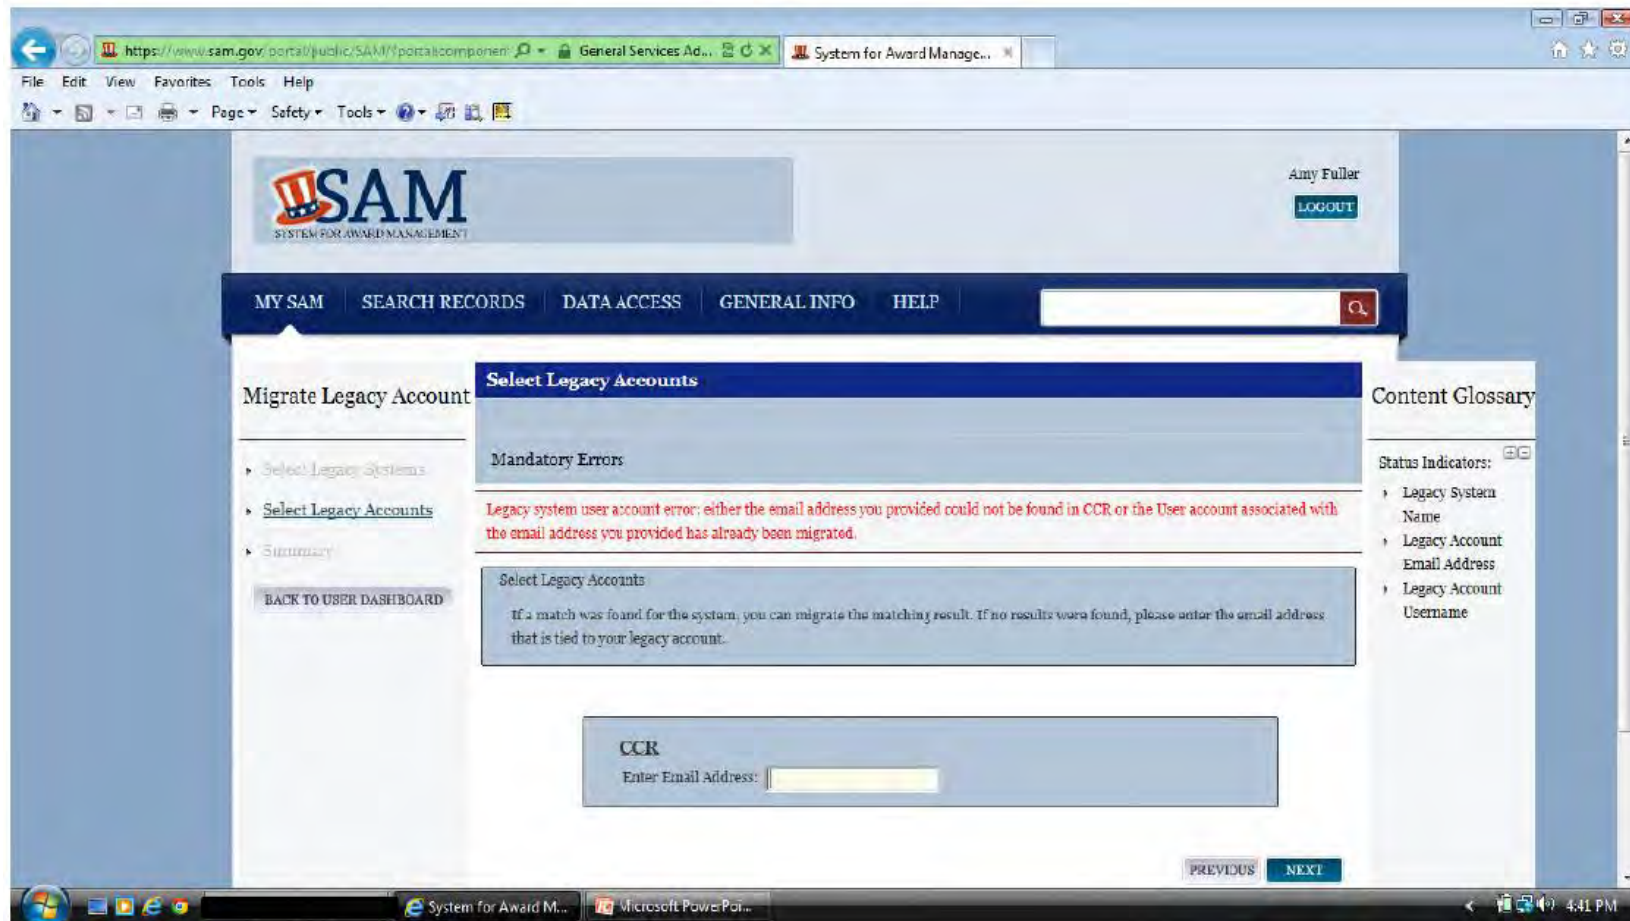 https://www.sam.gov/portal/public/SAM/?portal:componen
General Services Ad...
System for Award Manage...
File Edit View Favorites Tools Help
Page Safety Tools
SAM
SYSTEM FOR AWARD MANAGEMENT
Amy Fuller
LOGOUT
MY SAM SEARCH RECORDS DATA ACCESS GENERAL INFO HELP
Migrate Legacy Account
Select Legacy Systems
Select Legacy Accounts
Summary
BACK TO USER DASHBOARD
Select Legacy Accounts
Mandatory Errors
Legacy system user account error: either the email address you provided could not be found in CCR or the User account associated with
the email address you provided has already been migrated.
Select Legacy Accounts
If a match was found for the system, you can migrate the matching result. If no results were found, please enter the email address
that is tied to your legacy account.
CCR
Enter Email Address:
PREVIOUS NEXT
Content Glossary
Status Indicators:
Legacy System
Name
Legacy Account
Email Address
Legacy Account
Username
System for Award M...
Microsoft PowerPoi...
4:41 PM